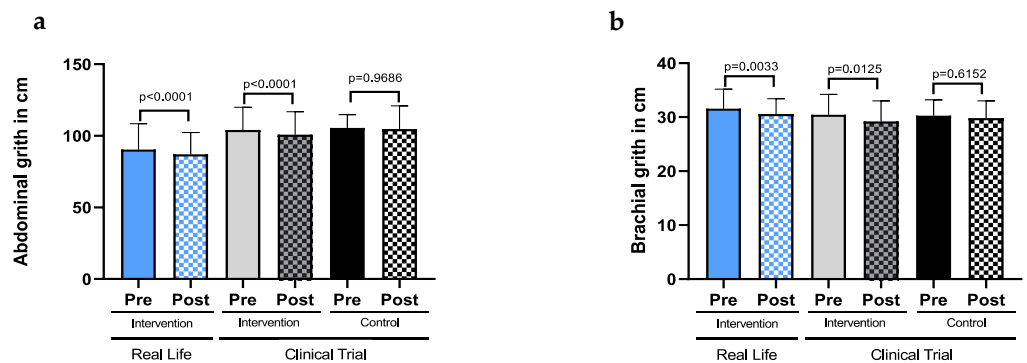 a
Abdominal grith in cm
150
100
50
0
p<0.0001
p<0.0001
p=0.9686
Pre Post Pre Post Pre Post
Intervention Intervention Control
Real Life Clinical Trial
b
Brachial grith in cm
40
30
20
10
0
p=0.0033
p=0.0125
p=0.6152
Pre Post Pre Post Pre Post
Intervention Intervention Control
Real Life Clinical Trial